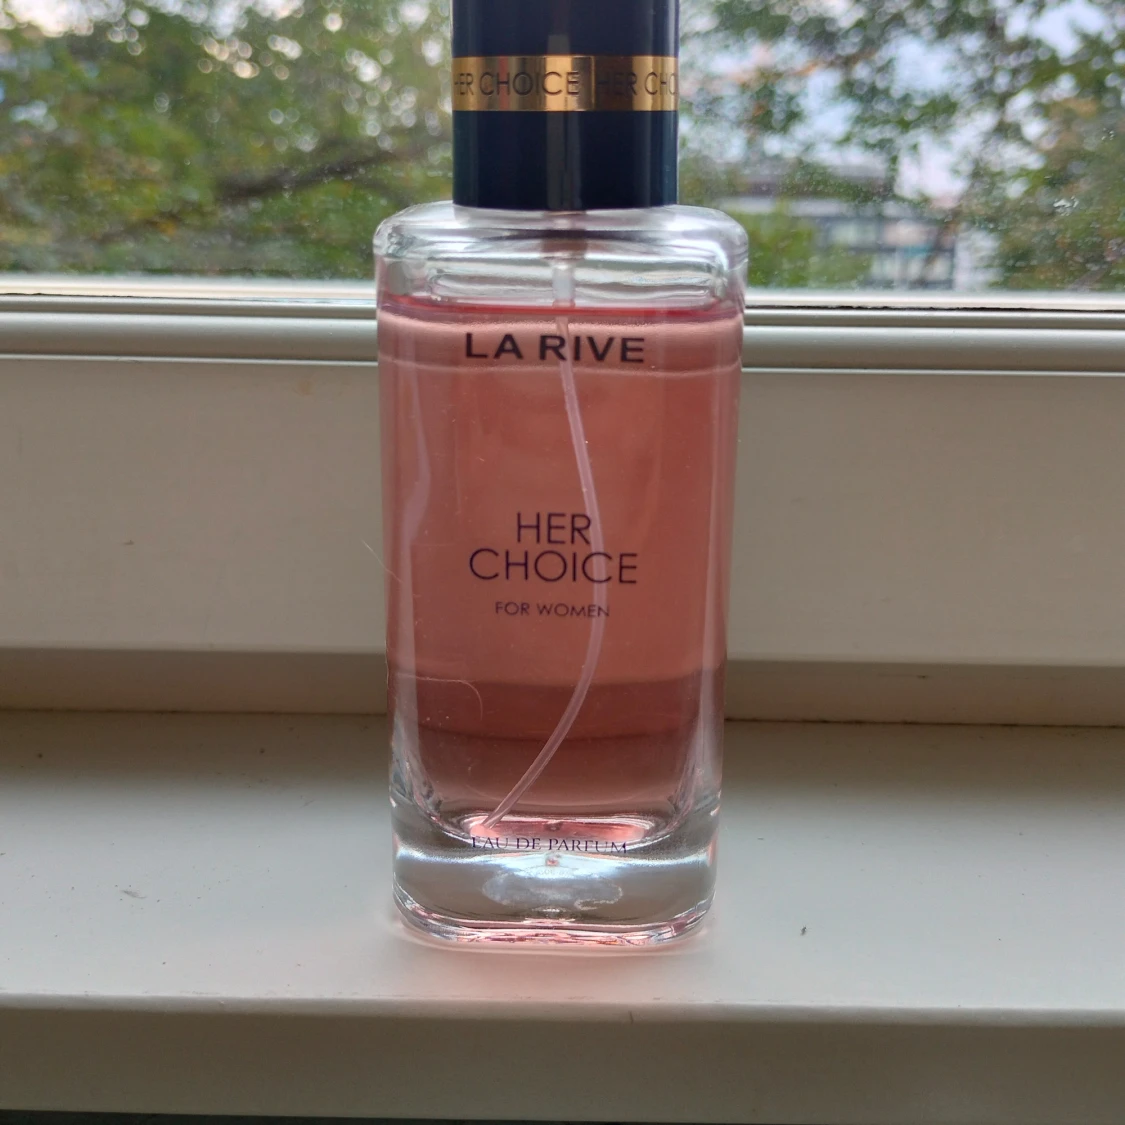 HER CHOICE HER CHO
LA RIVE
HER
CHOICE
FOR WOMEN
EAU DE PARFUM